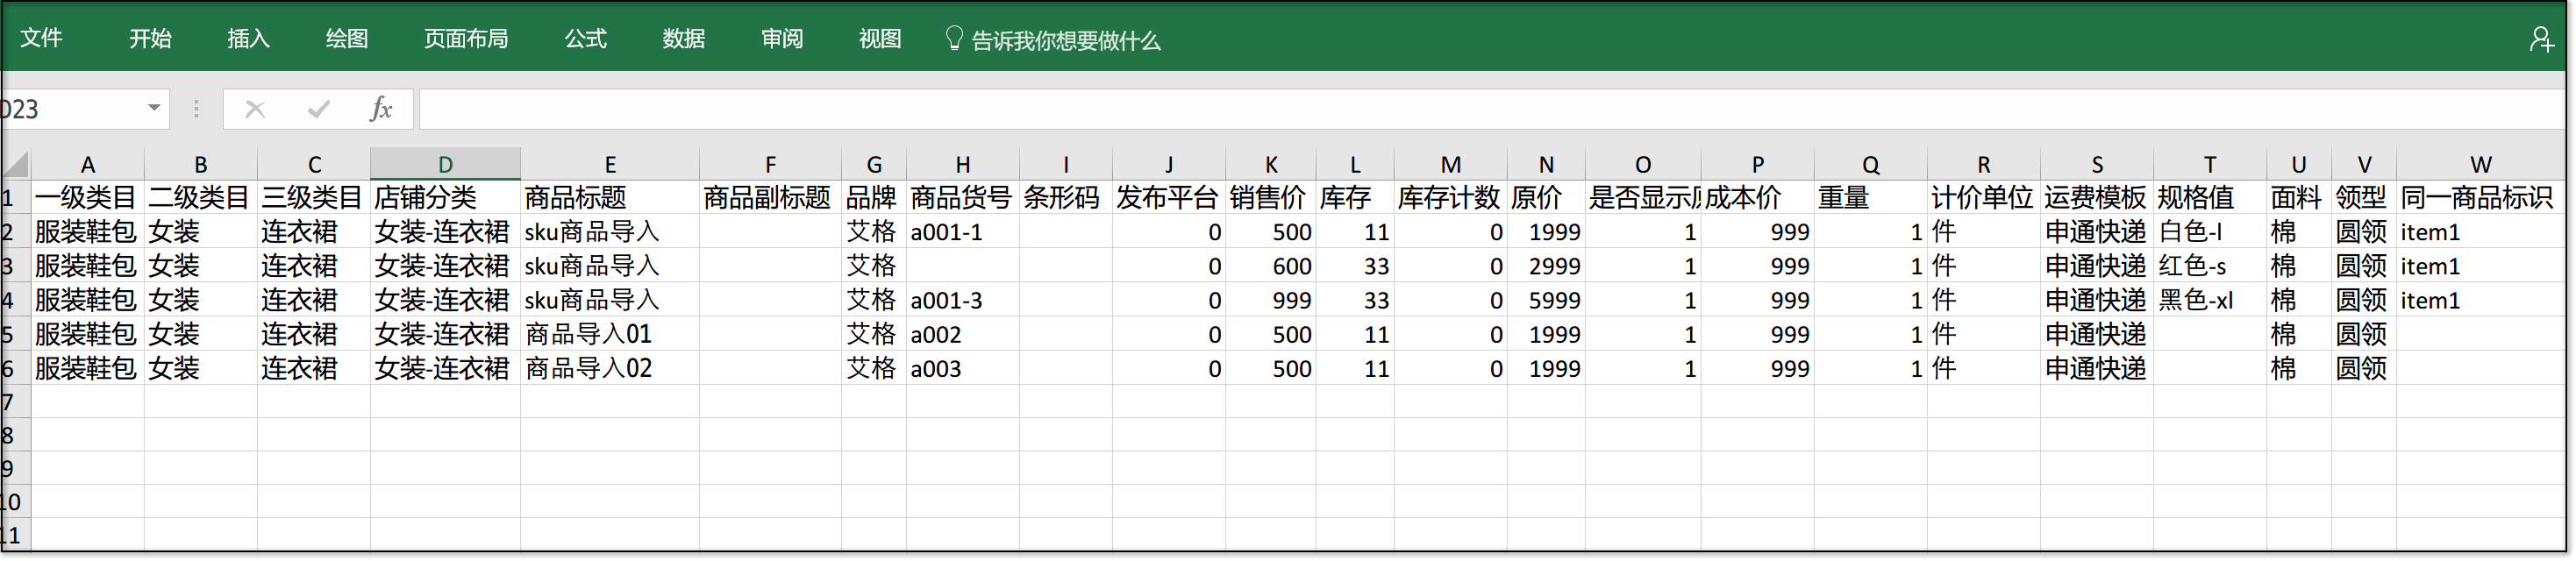 文件 开始 插入 绘图 页面布局 公式 数据 审阅 视图 告诉我你想要做什么
D23 fx
A B C D E F G H I J K L M N O P Q R S T U V W
1 一级类目 二级类目 三级类目 店铺分类 商品标题 商品副标题 品牌 商品货号 条形码 发布平台 销售价 库存 库存计数 原价 是否显示 成本价 重量 计价单位 运费模板 规格值 面料 领型 同一商品标识
2 服装鞋包 女装 连衣裙 女装-连衣裙 sku商品导入 艾格 a001-1 0 500 11 0 1999 1 999 1 件 申通快递 白色-l 棉 圆领 item1
3 服装鞋包 女装 连衣裙 女装-连衣裙 sku商品导入 艾格 0 600 33 0 2999 1 999 1 件 申通快递 红色-s 棉 圆领 item1
4 服装鞋包 女装 连衣裙 女装-连衣裙 sku商品导入 艾格 a001-3 0 999 33 0 5999 1 999 1 件 申通快递 黑色-xl 棉 圆领 item1
5 服装鞋包 女装 连衣裙 女装-连衣裙 商品导入01 艾格 a002 0 500 11 0 1999 1 999 1 件 申通快递 棉 圆领
6 服装鞋包 女装 连衣裙 女装-连衣裙 商品导入02 艾格 a003 0 500 11 0 1999 1 999 1 件 申通快递 棉 圆领
7
8
9
10
11